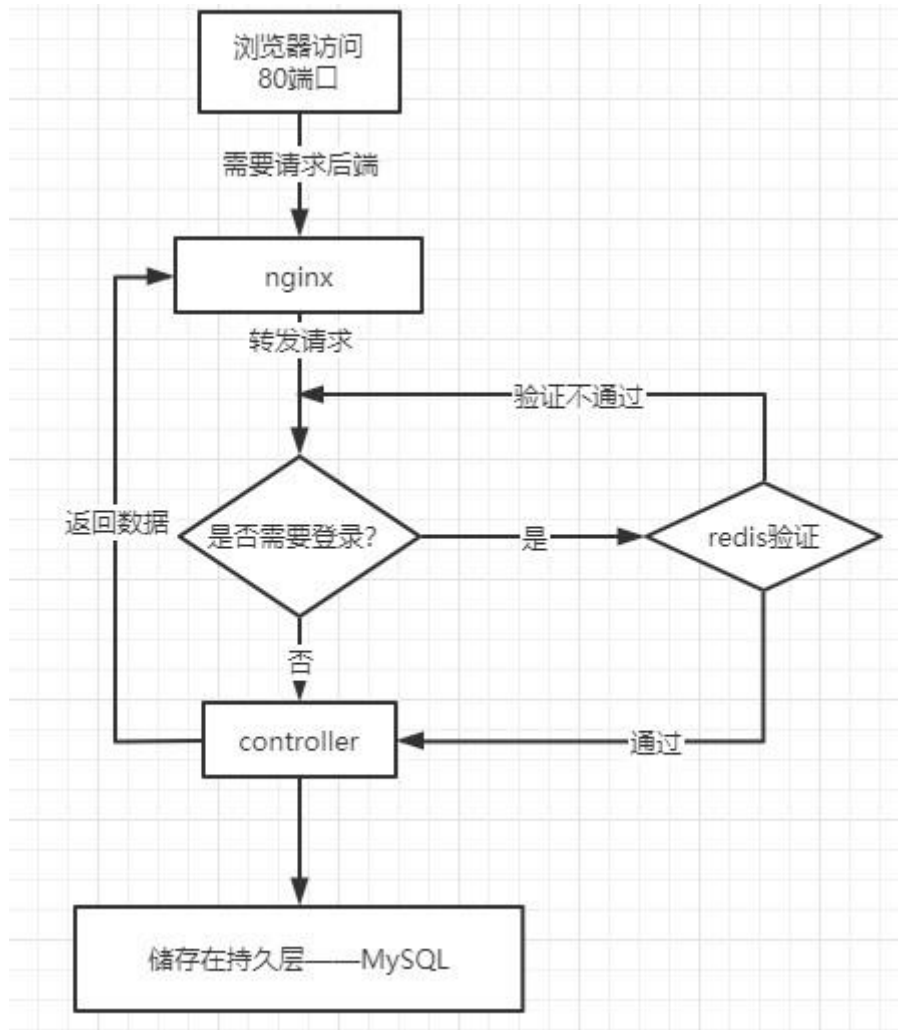 浏览器访问
80端口
需要请求后端
nginx
转发请求
验证不通过
返回数据
是否需要登录?
是
redis验证
否
controller
通过
储存在持久层——MySQL